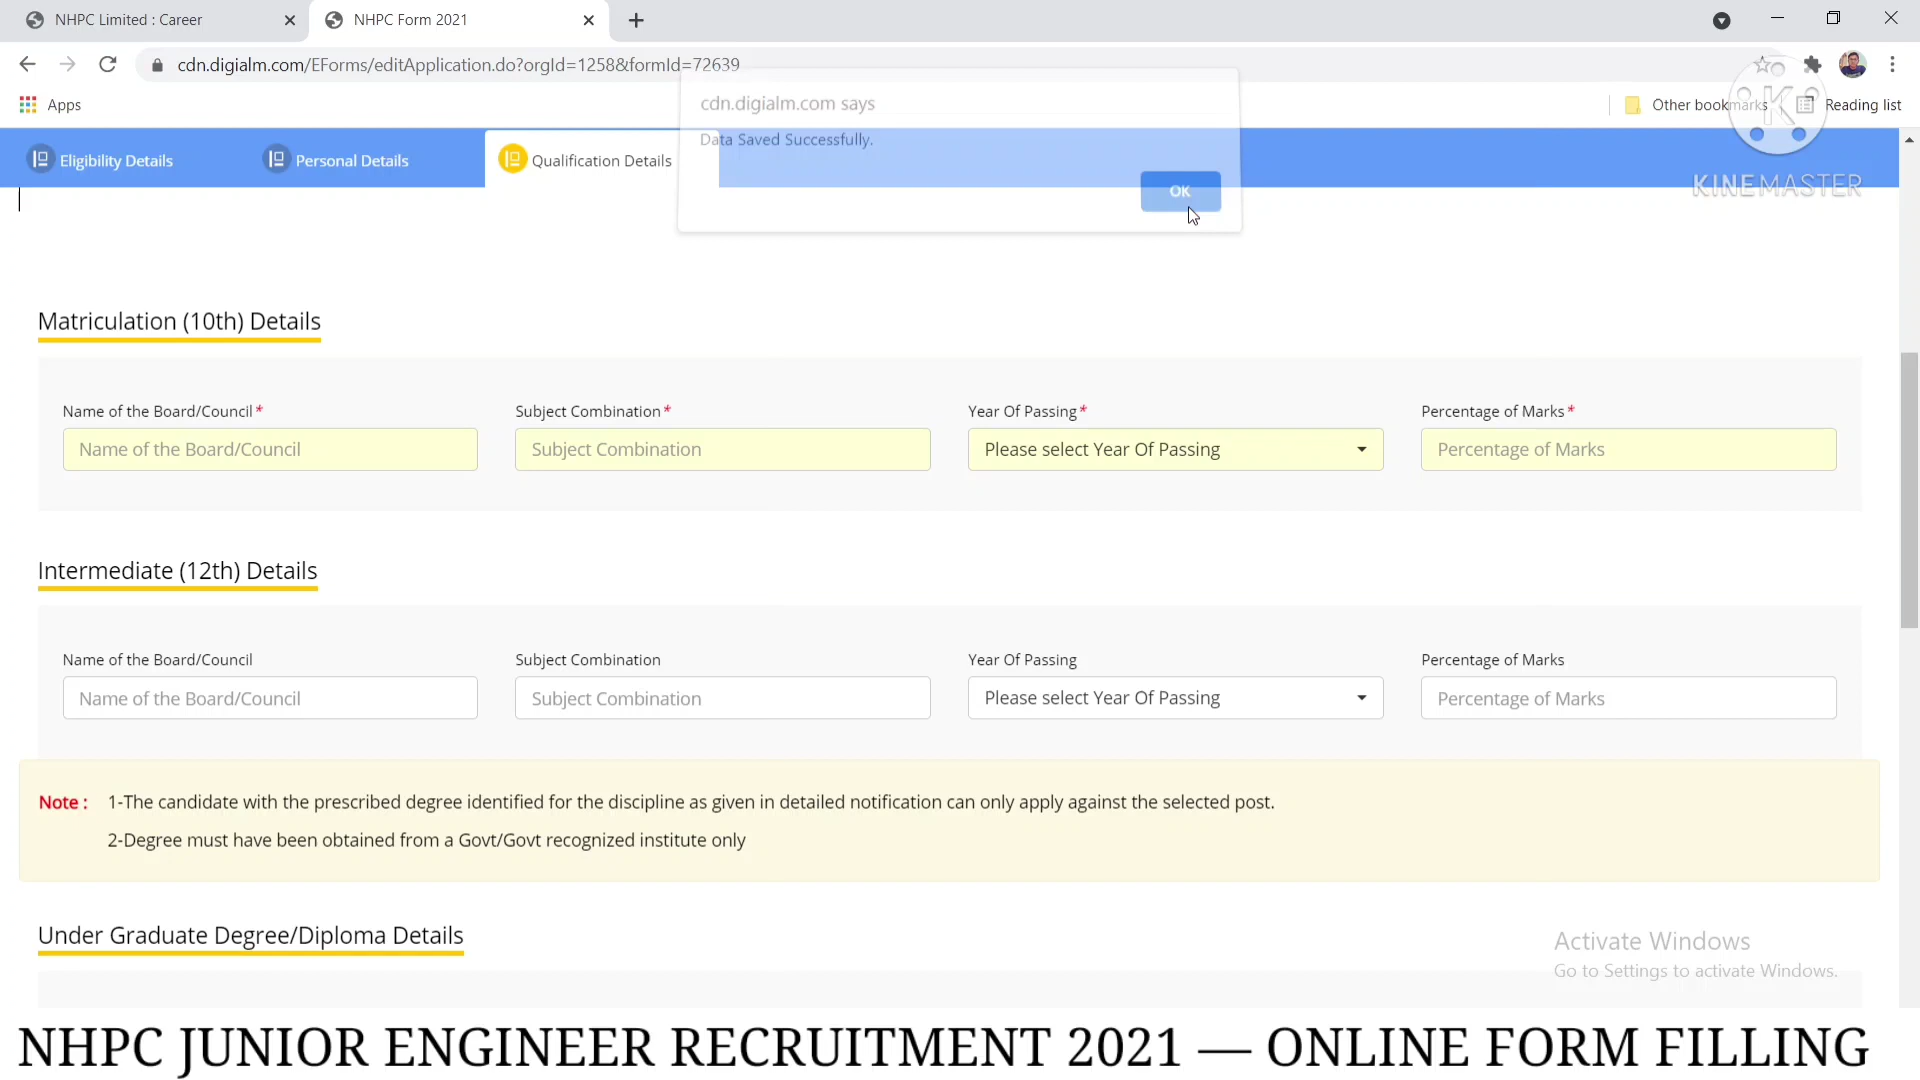 NHPC Limited : Career
NHPC Form 2021
cdn.digialm.com/EForms/editApplication.do?orgId=1258&formId=72639
Apps
Other bookmarks
Reading list
cdn.digialm.com says
Data Saved Successfully.
OK
Eligibility Details
Personal Details
Qualification Details
K
KINEMASTER
Matriculation (10th) Details
Name of the Board/Council*
Subject Combination*
Year Of Passing*
Percentage of Marks*
Name of the Board/Council
Subject Combination
Please select Year Of Passing
Percentage of Marks
Intermediate (12th) Details
Name of the Board/Council
Subject Combination
Year Of Passing
Percentage of Marks
Name of the Board/Council
Subject Combination
Please select Year Of Passing
Percentage of Marks
Note : 1-The candidate with the prescribed degree identified for the discipline as given in detailed notification can only apply against the selected post.
2-Degree must have been obtained from a Govt/Govt recognized institute only
Under Graduate Degree/Diploma Details
Activate Windows
Go to Settings to activate Windows.
NHPC JUNIOR ENGINEER RECRUITMENT 2021 — ONLINE FORM FILLING